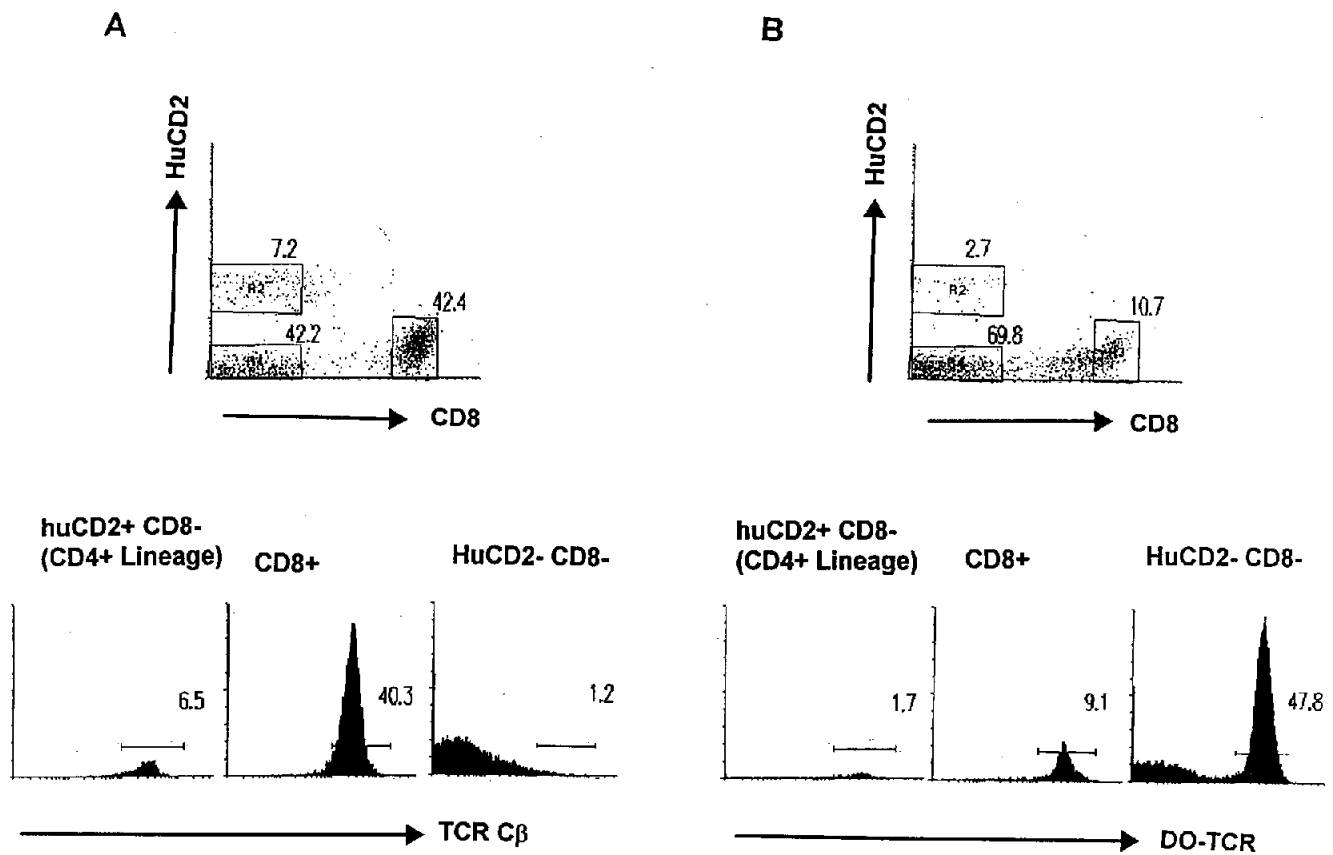 A
HuCD2
7.2
R2
42.2
42.4
CD8
huCD2+ CD8-
(CD4+ Lineage)
CD8+
HuCD2- CD8-
6.5
40.3
1.2
TCR Cβ
B
HuCD2
2.7
R2
69.8
10.7
CD8
huCD2+ CD8-
(CD4+ Lineage)
CD8+
HuCD2- CD8-
1.7
9.1
47.8
DO-TCR